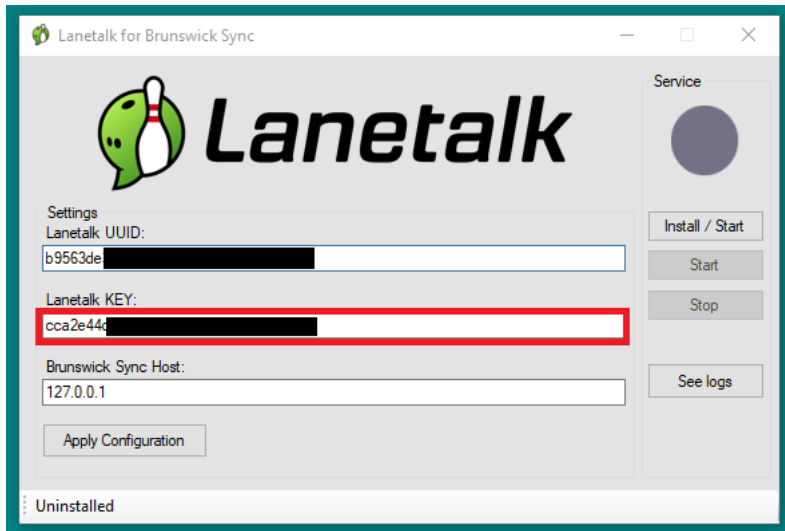 Lanetalk for Brunswick Sync
Lanetalk
Service
Settings
Lanetalk UUID:
b9563de
Install / Start
Start
Lanetalk KEY:
cca2e44c
Stop
Brunswick Sync Host:
127.0.0.1
See logs
Apply Configuration
Uninstalled